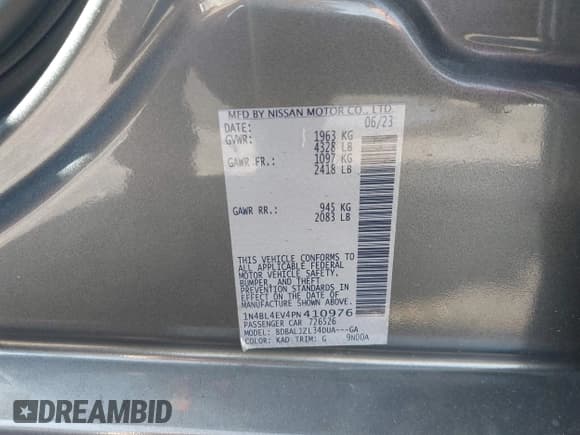 MFD BY NISSAN MOTOR CO., LTD.
DATE: 06/23
GVWR: 1963 KG
4328 LB
GAWR FR.: 1097 KG
2418 LB
GAWR RR.: 945 KG
2083 LB
THIS VEHICLE CONFORMS TO
ALL APPLICABLE FEDERAL
MOTOR VEHICLE SAFETY,
BUMPER, AND THEFT
PREVENTION STANDARDS
IN EFFECT ON THE DATE OF
MANUFACTURE SHOWN ABOVE.
1N4BL4EV4PN410976
PASSENGER CAR 726526
MODEL: BDBALJZL34DUA---GA
COLOR: KAD TRIM: G 9N00A
DREAMBID